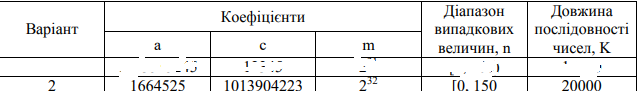 Варіант Коефіцієнти Діапазон випадкових величин, n Довжина послідовності чисел, K
a c m
2 1664525 1013904223 2³² [0, 150 20000